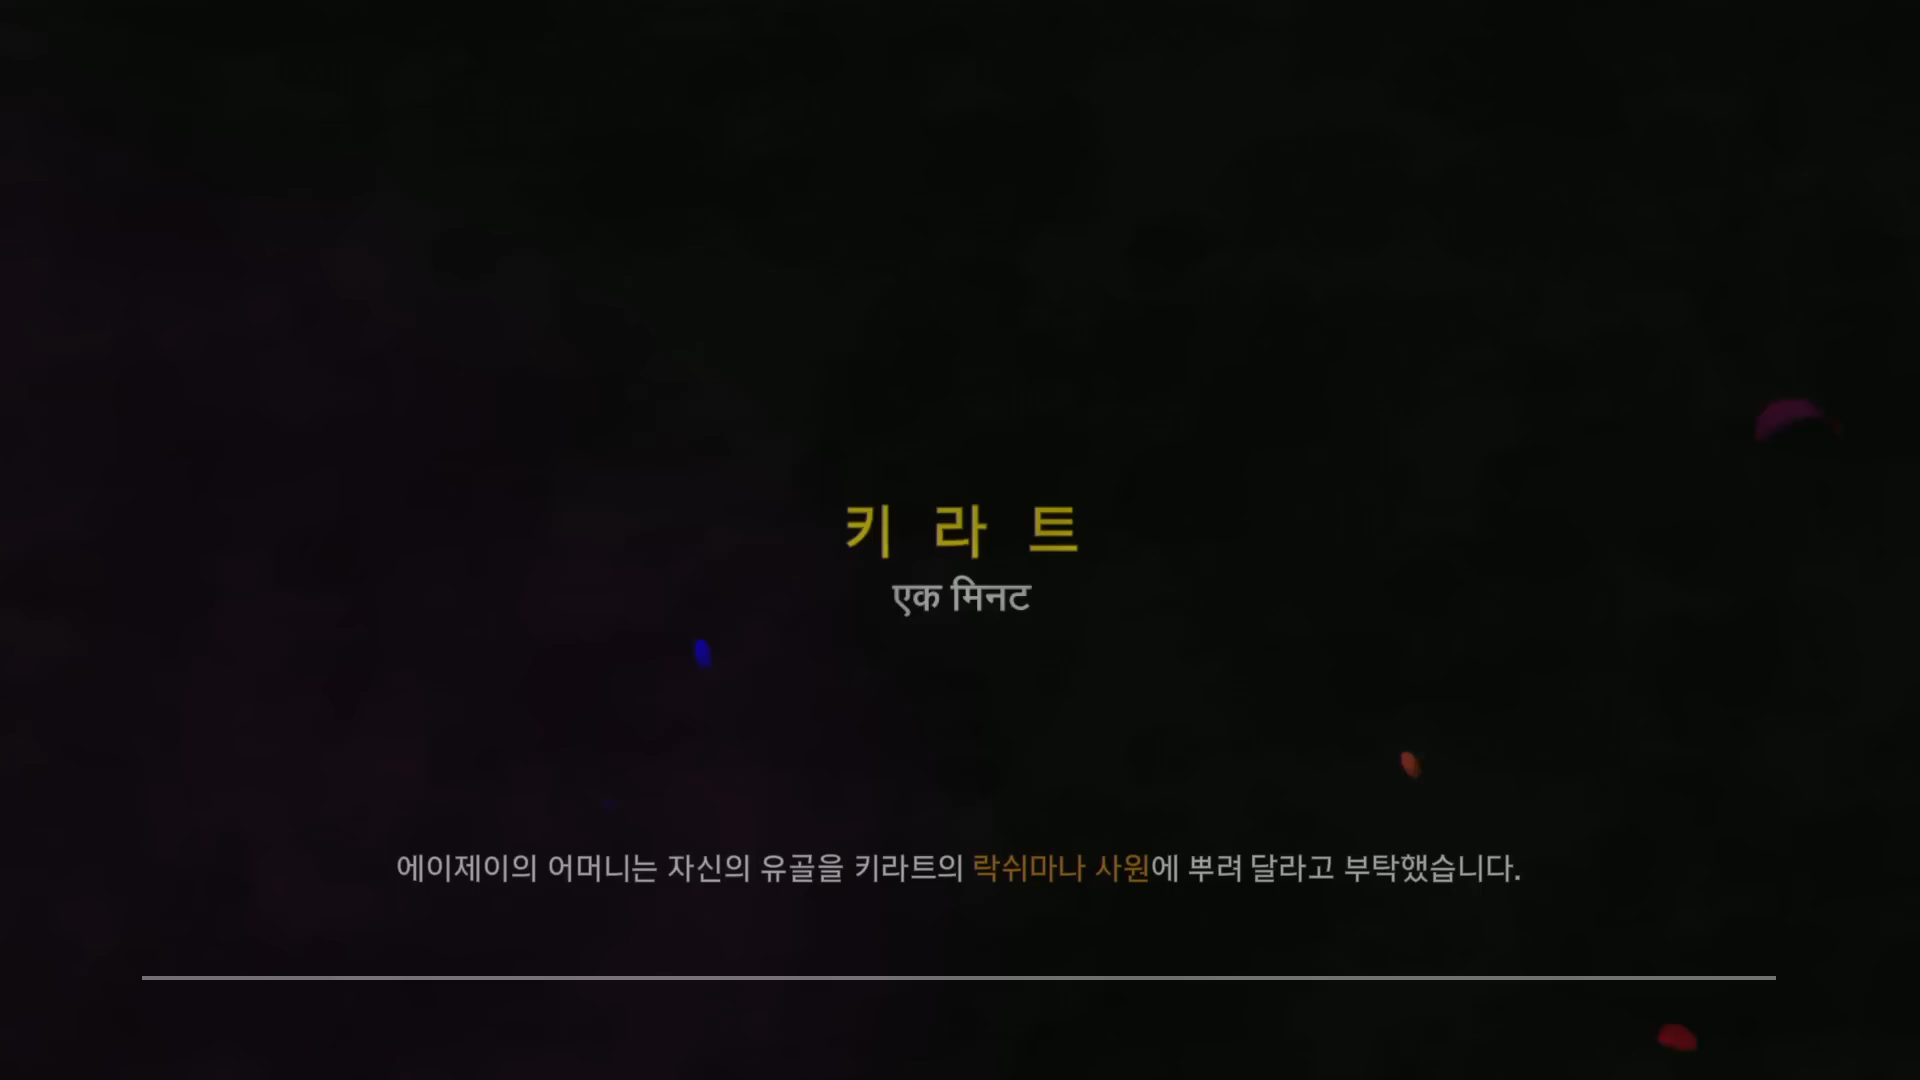 키 라 트
एक मिनट
에이제이의 어머니는 자신의 유골을 키라트의 락쉬마나 사원에 뿌려 달라고 부탁했습니다.